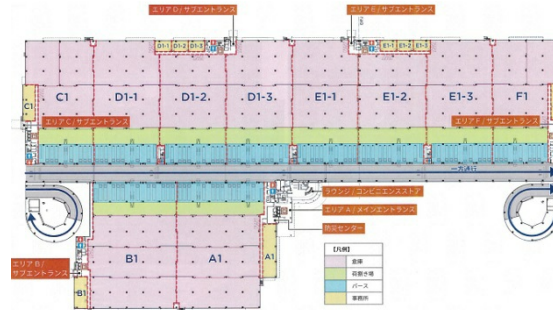 エリアD/サブエントランス
エリアE/サブエントランス
D1-1 D1-2 D1-3
E1-1 E1-2 E1-3
C1 D1-1 D1-2 D1-3 E1-1 E1-2 E1-3 F1
C1
エリアC/サブエントランス
エリアF/サブエントランス
一方通行
ラウンジ/コンビニエンスストア
エリアA/メインエントランス
防災センター
エリアB/
サブエントランス
B1 A1
A1
B1
【凡例】
倉庫
荷捌き場
バース
事務所